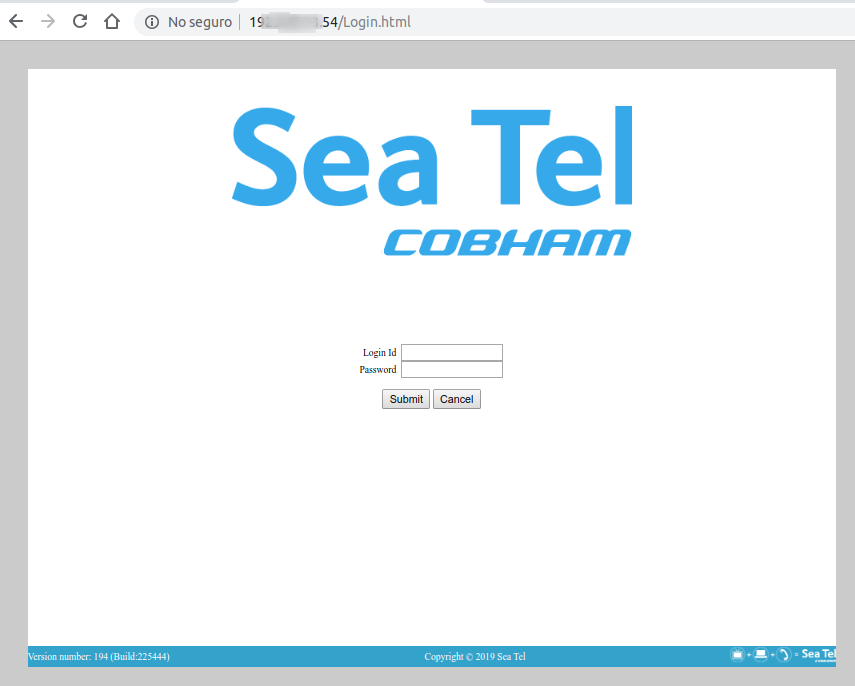 No seguro 19 .54/Login.html
Sea Tel
COBHAM
Login Id
Password
Submit Cancel
Version number: 194 (Build:225444) Copyright © 2019 Sea Tel + + = Sea Tel